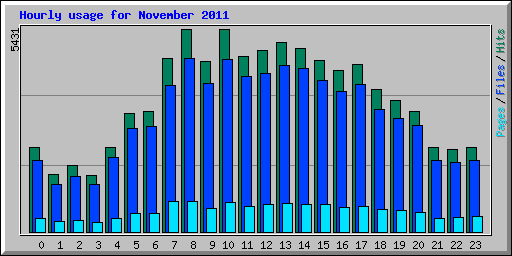 Hourly usage for November 2011
5431
Pages/Files/Hits
0 1 2 3 4 5 6 7 8 9 10 11 12 13 14 15 16 17 18 19 20 21 22 23